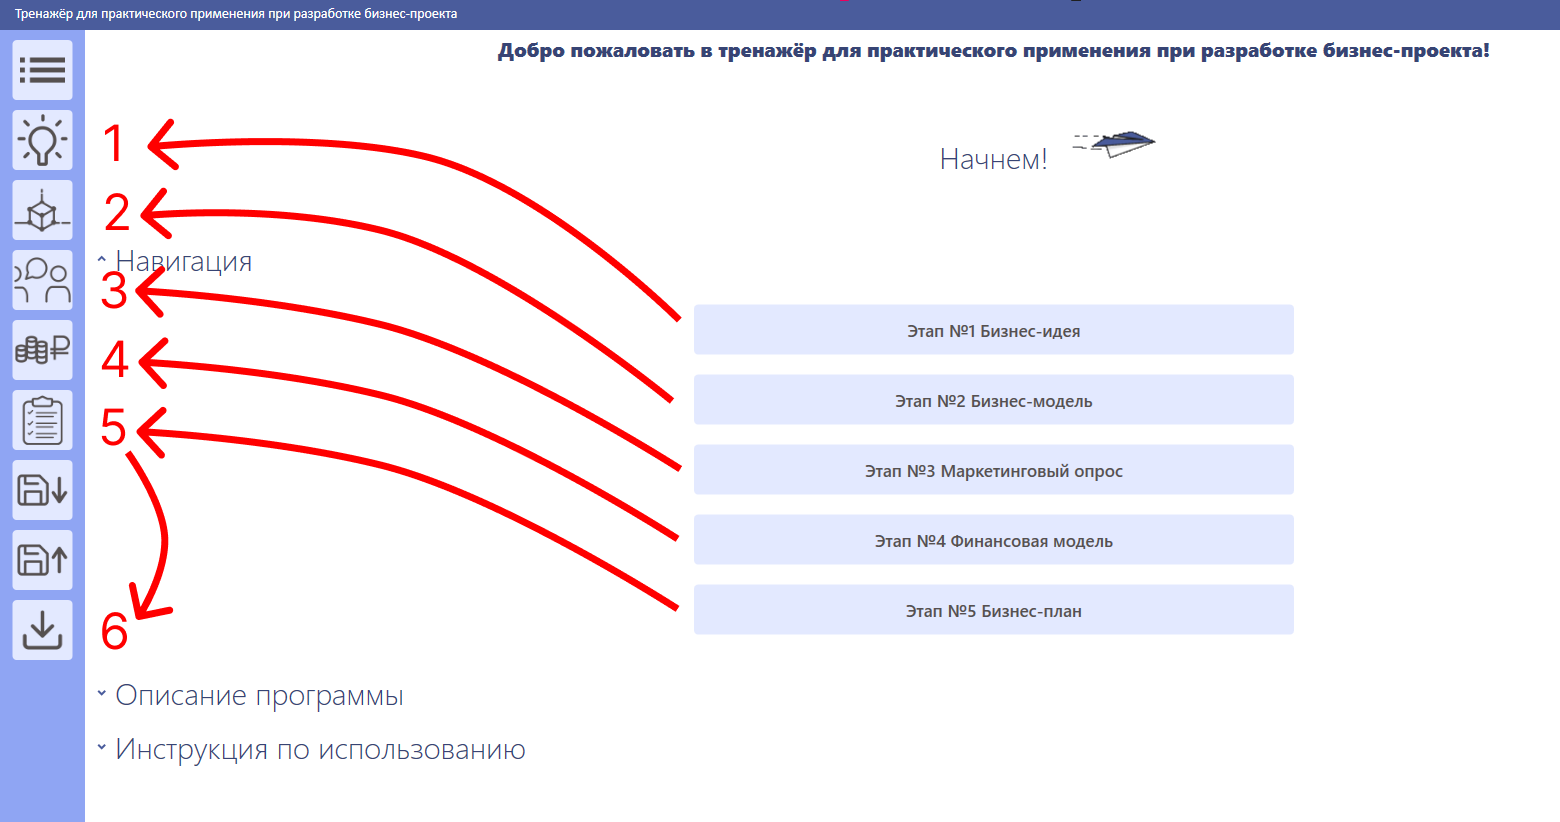 Тренажёр для практического применения при разработке бизнес-проекта
Добро пожаловать в тренажёр для практического применения при разработке бизнес-проекта!
Начнем!
1
2
Навигация
3
4
5
6
Этап №1 Бизнес-идея
Этап №2 Бизнес-модель
Этап №3 Маркетинговый опрос
Этап №4 Финансовая модель
Этап №5 Бизнес-план
Описание программы
Инструкция по использованию